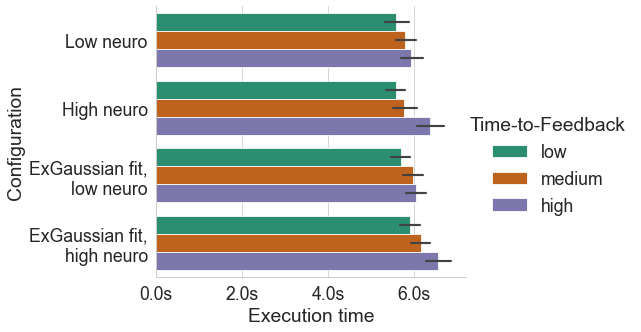 Configuration
Low neuro
High neuro
ExGaussian fit,
low neuro
ExGaussian fit,
high neuro
0.0s 2.0s 4.0s 6.0s
Execution time
Time-to-Feedback
low
medium
high